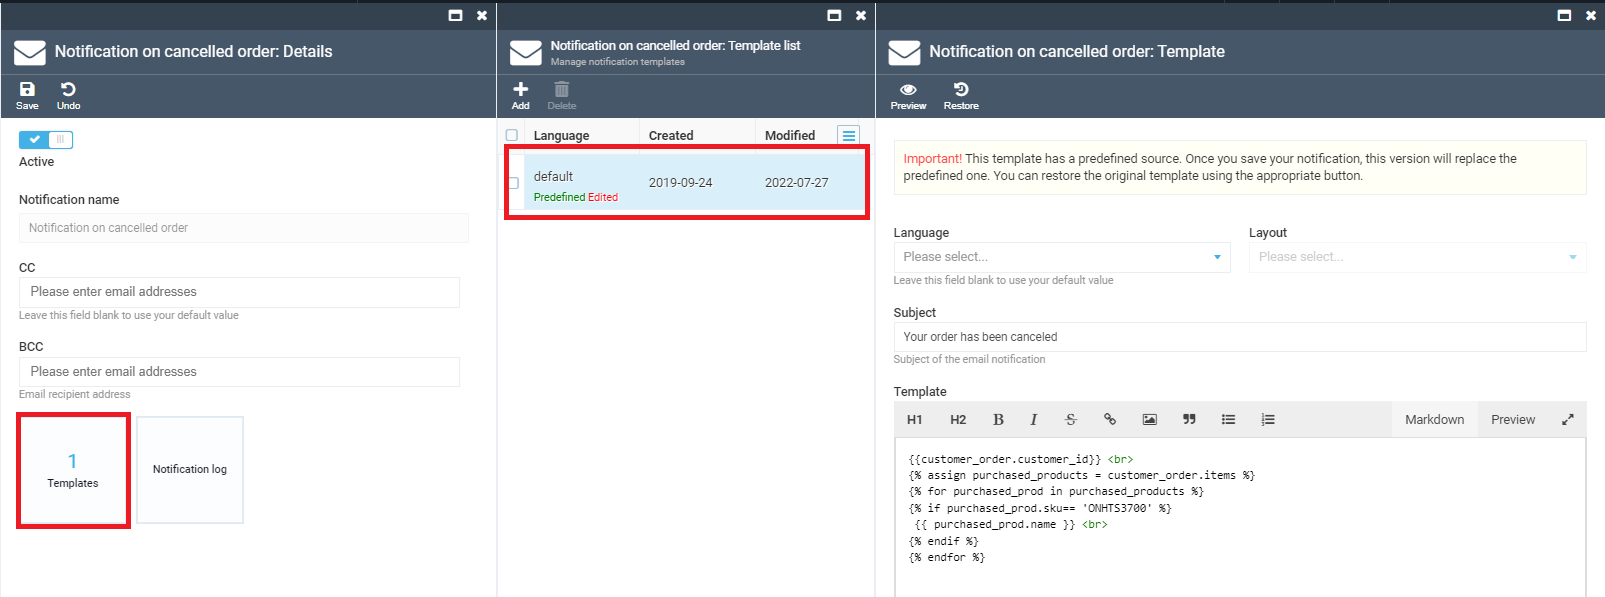 Notification on cancelled order: Details
Save
Undo
Active
Notification name
Notification on cancelled order
CC
Please enter email addresses
Leave this field blank to use your default value
BCC
Please enter email addresses
Email recipient address
1
Templates
Notification log
Notification on cancelled order: Template list
Manage notification templates
Add
Delete
Language Created Modified
default
Predefined Edited
2019-09-24
2022-07-27
Notification on cancelled order: Template
Preview
Restore
Important! This template has a predefined source. Once you save your notification, this version will replace the
predefined one. You can restore the original template using the appropriate button.
Language
Please select...
Leave this field blank to use your default value
Layout
Please select...
Subject
Your order has been canceled
Subject of the email notification
Template
H1 H2 B I S Markdown Preview
{{customer_order.customer_id}} <br>
{% assign purchased_products = customer_order.items %}
{% for purchased_prod in purchased_products %}
{% if purchased_prod.sku== 'ONHTS3700' %}
{{ purchased_prod.name }} <br>
{% endif %}
{% endfor %}